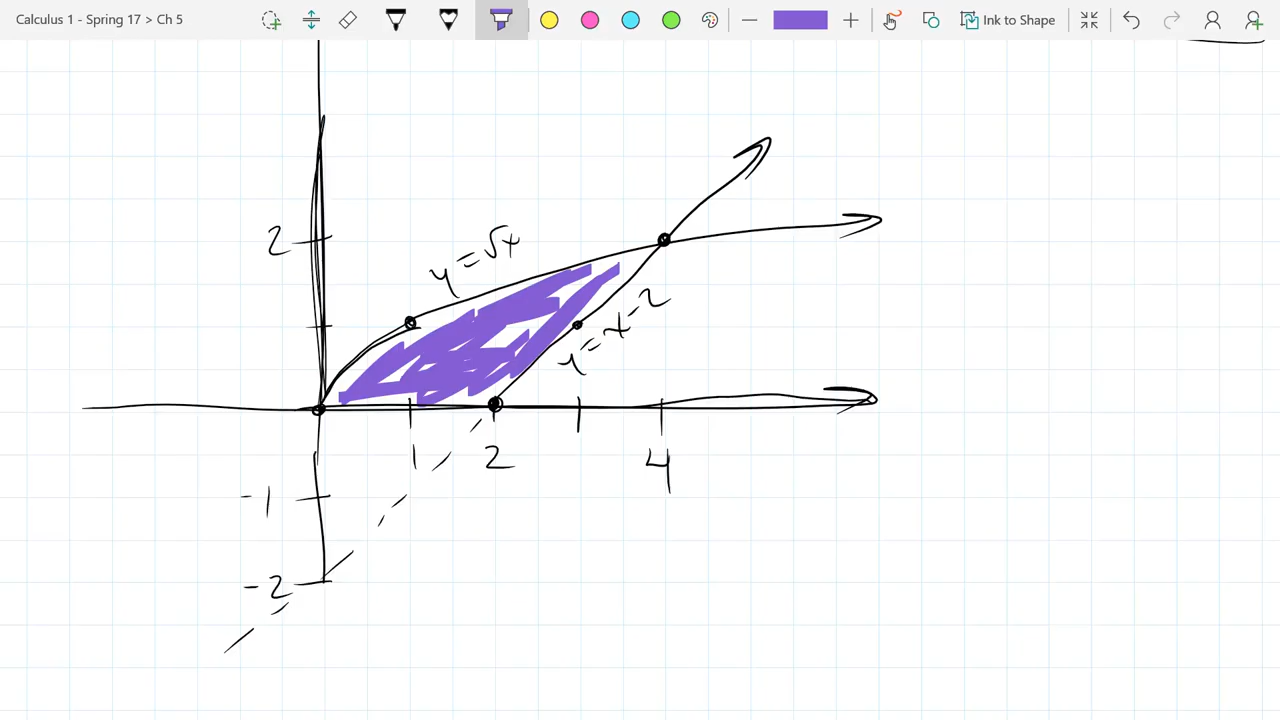 Calculus 1 - Spring 17 > Ch 5
Ink to Shape
2
y = √x
y = x - 2
1
2
4
-1
-2